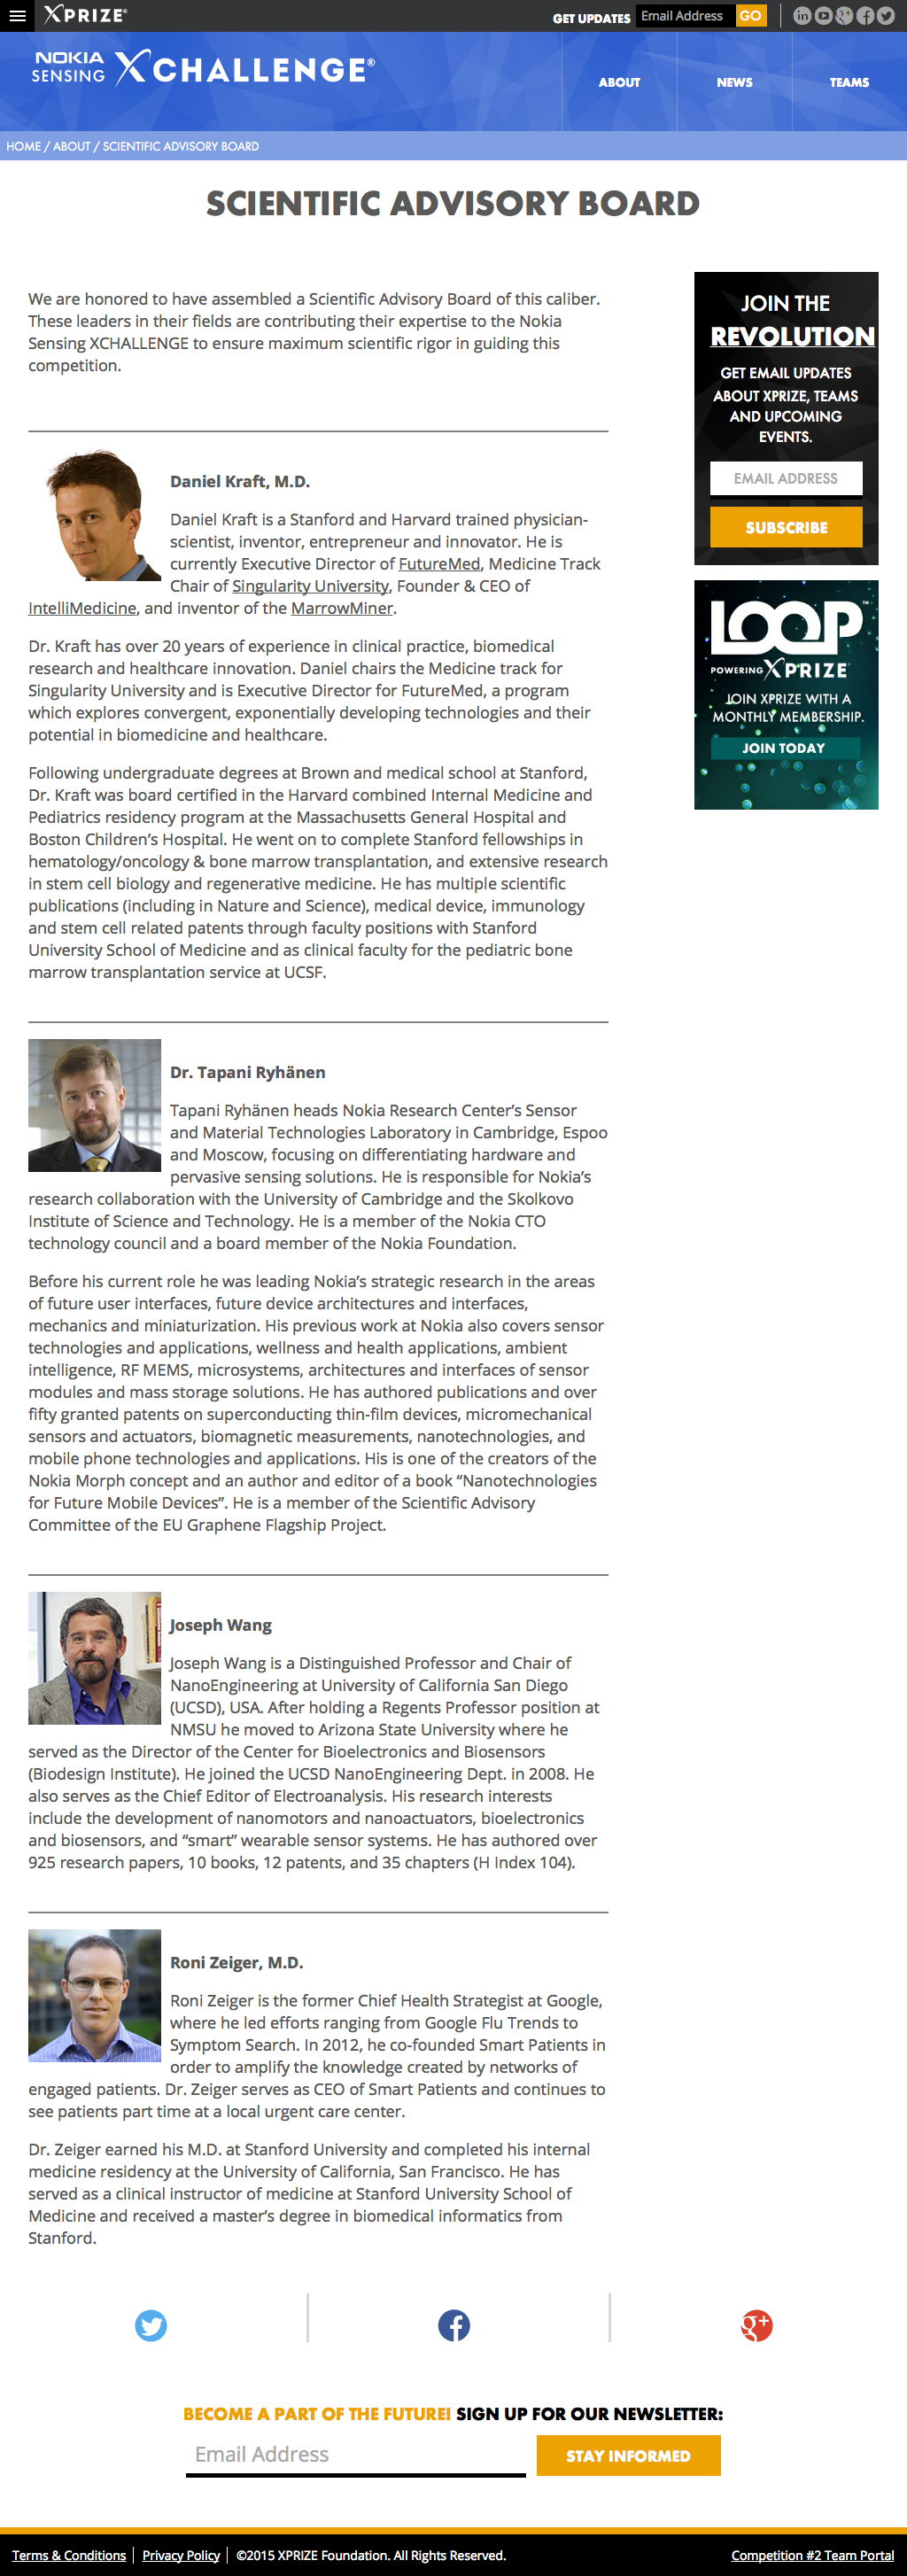 XPRIZE®
GET UPDATES
Email Address
GO
NOKIA
SENSING
XCHALLENGE®
ABOUT
NEWS
TEAMS
HOME / ABOUT / SCIENTIFIC ADVISORY BOARD
SCIENTIFIC ADVISORY BOARD
We are honored to have assembled a Scientific Advisory Board of this caliber.
These leaders in their fields are contributing their expertise to the Nokia
Sensing XCHALLENGE to ensure maximum scientific rigor in guiding this
competition.
Daniel Kraft, M.D.
Daniel Kraft is a Stanford and Harvard trained physician-
scientist, inventor, entrepreneur and innovator. He is
currently Executive Director of FutureMed, Medicine Track
Chair of Singularity University, Founder & CEO of
IntelliMedicine, and inventor of the MarrowMiner.
Dr. Kraft has over 20 years of experience in clinical practice, biomedical
research and healthcare innovation. Daniel chairs the Medicine track for
Singularity University and is Executive Director for FutureMed, a program
which explores convergent, exponentially developing technologies and their
potential in biomedicine and healthcare.
Following undergraduate degrees at Brown and medical school at Stanford,
Dr. Kraft was board certified in the Harvard combined Internal Medicine and
Pediatrics residency program at the Massachusetts General Hospital and
Boston Children’s Hospital. He went on to complete Stanford fellowships in
hematology/oncology & bone marrow transplantation, and extensive research
in stem cell biology and regenerative medicine. He has multiple scientific
publications (including in Nature and Science), medical device, immunology
and stem cell related patents through faculty positions with Stanford
University School of Medicine and as clinical faculty for the pediatric bone
marrow transplantation service at UCSF.
Dr. Tapani Ryhänen
Tapani Ryhänen heads Nokia Research Center’s Sensor
and Material Technologies Laboratory in Cambridge, Espoo
and Moscow, focusing on differentiating hardware and
pervasive sensing solutions. He is responsible for Nokia’s
research collaboration with the University of Cambridge and the Skolkovo
Institute of Science and Technology. He is a member of the Nokia CTO
technology council and a board member of the Nokia Foundation.
Before his current role he was leading Nokia’s strategic research in the areas
of future user interfaces, future device architectures and interfaces,
mechanics and miniaturization. His previous work at Nokia also covers sensor
technologies and applications, wellness and health applications, ambient
intelligence, RF MEMS, microsystems, architectures and interfaces of sensor
modules and mass storage solutions. He has authored publications and over
fifty granted patents on superconducting thin-film devices, micromechanical
sensors and actuators, biomagnetic measurements, nanotechnologies, and
mobile phone technologies and applications. His is one of the creators of the
Nokia Morph concept and an author and editor of a book “Nanotechnologies
for Future Mobile Devices”. He is a member of the Scientific Advisory
Committee of the EU Graphene Flagship Project.
Joseph Wang
Joseph Wang is a Distinguished Professor and Chair of
NanoEngineering at University of California San Diego
(UCSD), USA. After holding a Regents Professor position at
NMSU he moved to Arizona State University where he
served as the Director of the Center for Bioelectronics and Biosensors
(Biodesign Institute). He joined the UCSD NanoEngineering Dept. in 2008. He
also serves as the Chief Editor of Electroanalysis. His research interests
include the development of nanomotors and nanoactuators, bioelectronics
and biosensors, and “smart” wearable sensor systems. He has authored over
925 research papers, 10 books, 12 patents, and 35 chapters (H Index 104).
Roni Zeiger, M.D.
Roni Zeiger is the former Chief Health Strategist at Google,
where he led efforts ranging from Google Flu Trends to
Symptom Search. In 2012, he co-founded Smart Patients in
order to amplify the knowledge created by networks of
engaged patients. Dr. Zeiger serves as CEO of Smart Patients and continues to
see patients part time at a local urgent care center.
Dr. Zeiger earned his M.D. at Stanford University and completed his internal
medicine residency at the University of California, San Francisco. He has
served as a clinical instructor of medicine at Stanford University School of
Medicine and received a master’s degree in biomedical informatics from
Stanford.
JOIN THE
REVOLUTION
GET EMAIL UPDATES
ABOUT XPRIZE, TEAMS
AND UPCOMING
EVENTS.
EMAIL ADDRESS
SUBSCRIBE
LOOP™
POWERING XPRIZE
JOIN XPRIZE WITH A
MONTHLY MEMBERSHIP.
JOIN TODAY
BECOME A PART OF THE FUTURE! SIGN UP FOR OUR NEWSLETTER:
Email Address
STAY INFORMED
Terms & Conditions | Privacy Policy | ©2015 XPRIZE Foundation. All Rights Reserved.
Competition #2 Team Portal